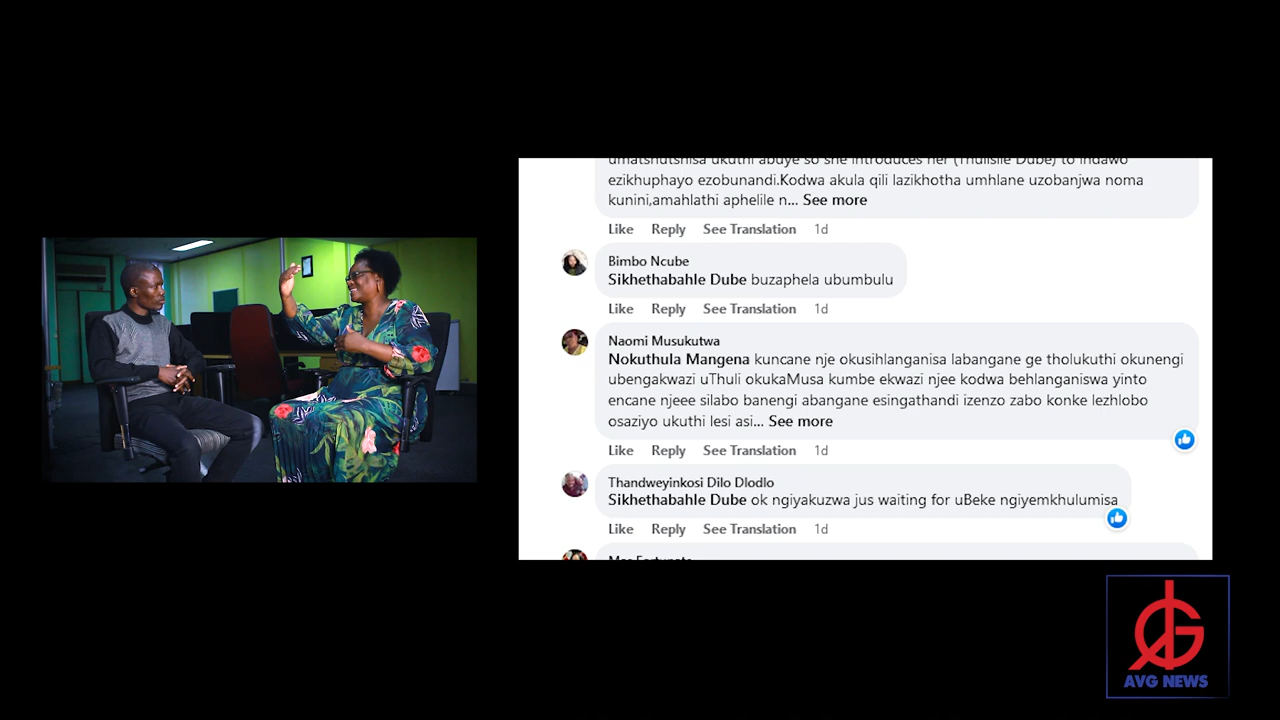 umatshutshisa ukuthi abuye so she introduces her (Thulisile Dube) to indawo
ezikhuphayo ezobunandi.Kodwa akula qili lazikhotha umhlane uzobanjwa noma
kunini,amahlathi aphelile n... See more
Like Reply See Translation 1d
Bimbo Ncube
Sikhethabahle Dube buzaphela ubumbulu
Like Reply See Translation 1d
Naomi Musukutwa
Nokuthula Mangena kuncane nje okusihlanganisa labangane ge tholukuthi okunengi
ubengakwazi uThuli okukaMusa kumbe ekwazi njee kodwa behlanganiswa yinto
encane njeee silabo banengi abangane esingathandi izenzo zabo konke lezhlobo
osaziyo ukuthi lesi asi... See more
Like Reply See Translation 1d
Thandweyinkosi Dilo Dlodlo
Sikhethabahle Dube ok ngiyakuzwa jus waiting for uBeke ngiyemkhulumisa
Like Reply See Translation 1d
AVG NEWS